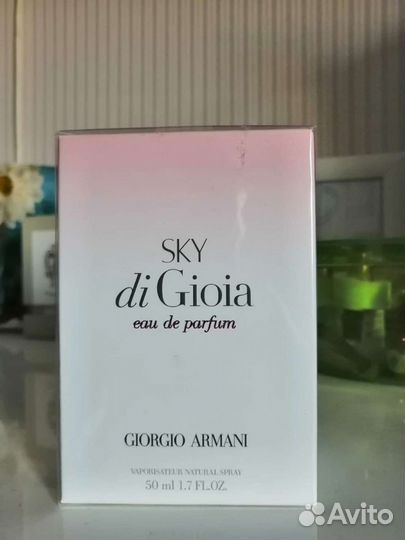 SKY
di Gioia
eau de parfum
GIORGIO ARMANI
VAPORISATEUR NATURAL SPRAY
50 ml 1.7 FL.OZ.
Avito